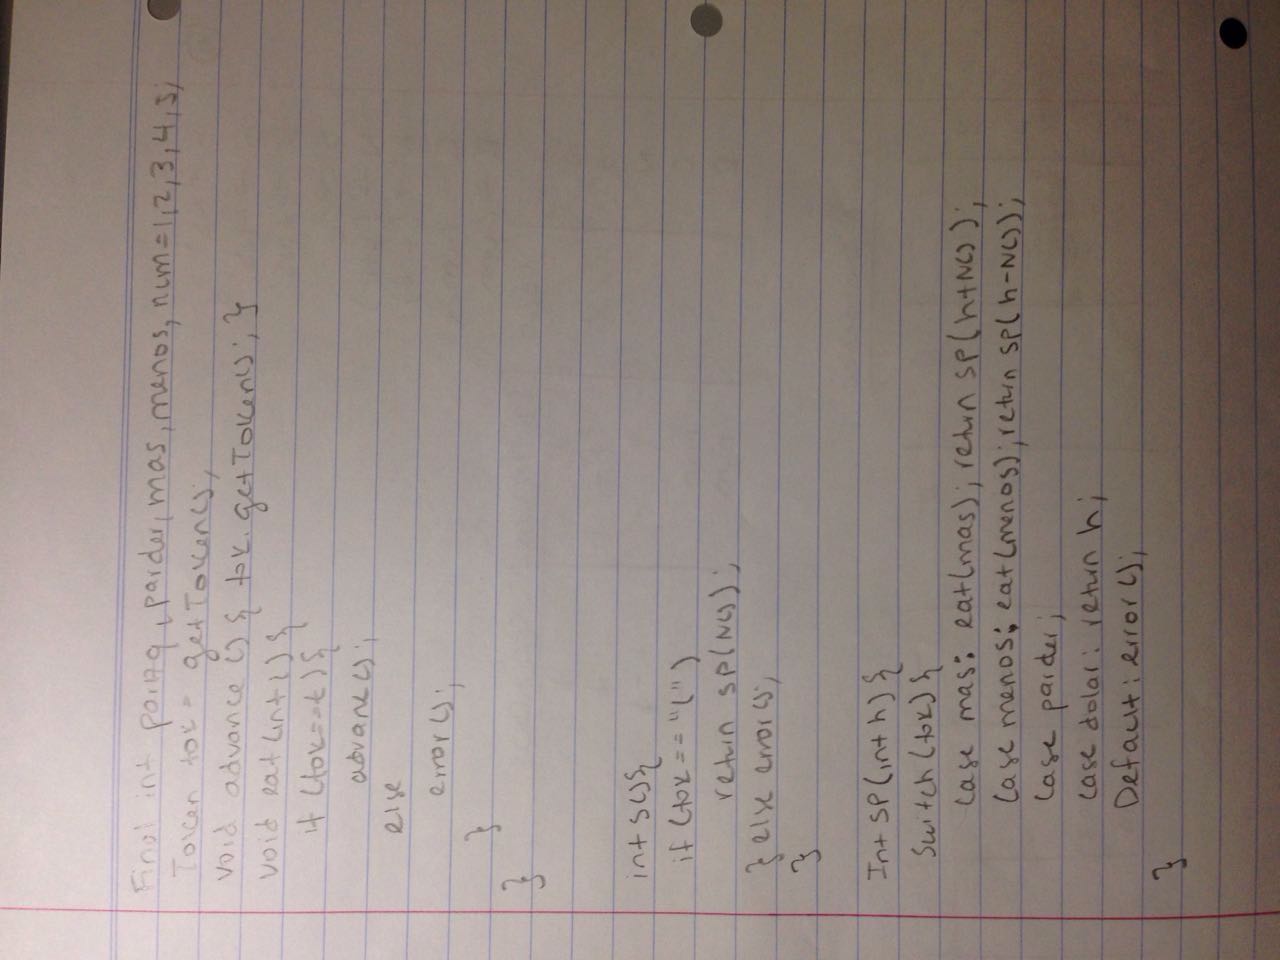 Final int parizq, parder, mas, menos, num=1,2,3,4,5;
Token tok= getToken();
void advance () { tok. getToken(); }
void eat (int t) {
if (tok==t) {
advance();
else
error();
}
}
int S(){
if (tok == "(")
return SP(N());
} else error();
}
Int SP(int h) {
Switch (tok) {
Case mas: eat(mas); return SP(h+N());
Case menos: eat(menos); return SP(h-N());
Case parder;
Case dolar: return h;
Default: error();
}